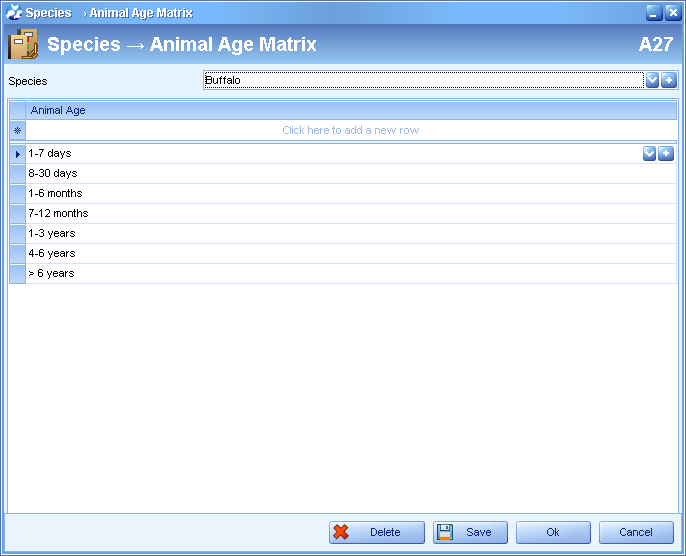 Species → Animal Age Matrix
Species → Animal Age Matrix A27
Species Buffalo
Animal Age
Click here to add a new row
1-7 days
8-30 days
1-6 months
7-12 months
1-3 years
4-6 years
> 6 years
Delete Save Ok Cancel